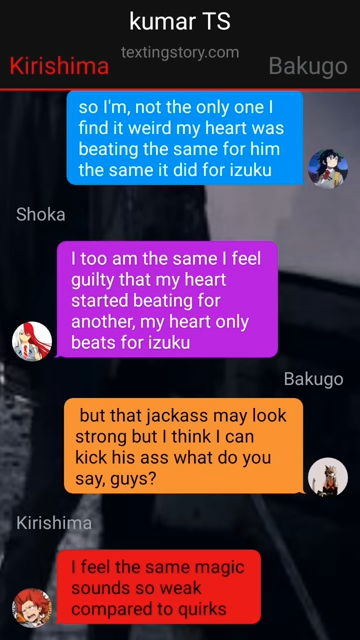 kumar TS
textingstory.com
Kirishima
Bakugo
so I'm, not the only one I
find it weird my heart was
beating the same for him
the same it did for izuku
Shoka
I too am the same I feel
guilty that my heart
started beating for
another, my heart only
beats for izuku
Bakugo
but that jackass may look
strong but I think I can
kick his ass what do you
say, guys?
Kirishima
I feel the same magic
sounds so weak
compared to quirks